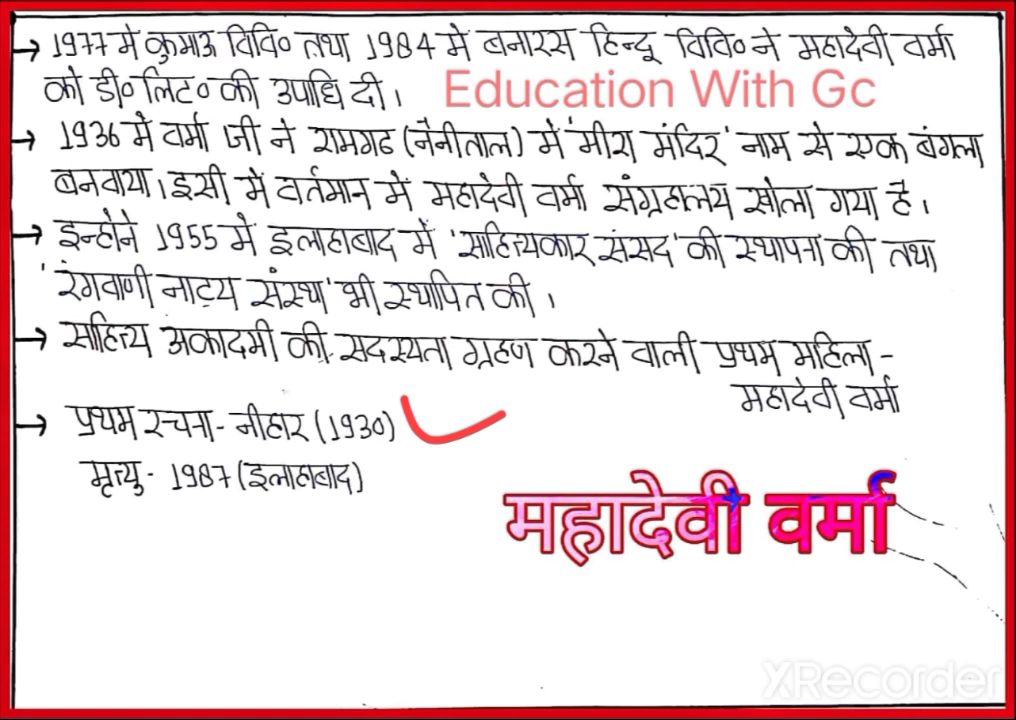 → 1977 में कुमाऊ विवि० तथा 1984 में बनारस हिन्दू विवि० ने महादेवी वर्मा
को डी० लिट० की उपाधि दी।
Education With Gc
→ 1936 में वर्मा जी ने रामगढ (नैनीताल) में 'मीरा मंदिर' नाम से एक बंगला
बनवाया। इसी में वर्तमान में महादेवी वर्मा संग्रहालय खोला गया है।
→ इन्होने 1955 में इलाहाबाद में 'साहित्यकार संसद' की स्थापना की तथा
'रंगवाणी नाट्य संस्था' भी स्थापित की।
→ साहित्य अकादमी की सदस्यता ग्रहण करने वाली प्रथम महिला -
महादेवी वर्मा
→ प्रथम रचना - नीहार (1930)
मृत्यु - 1987 (इलाहाबाद)
महादेवी वर्मा
XRecorder